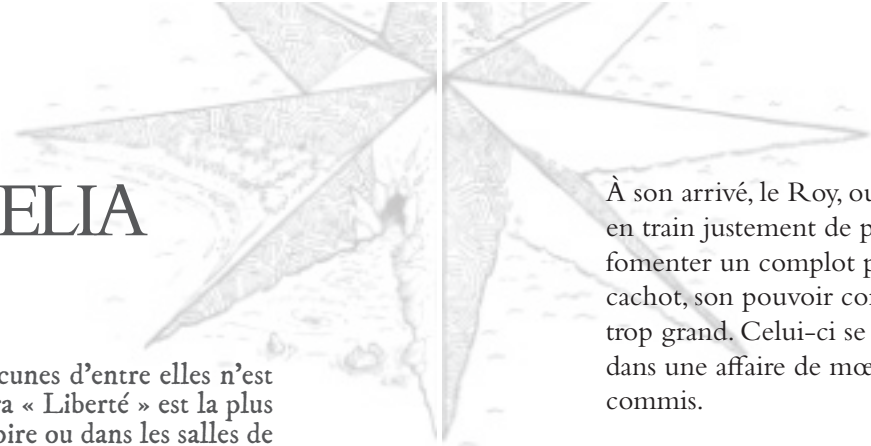 ELIA
cunes d'entre elles n'est
ra « Liberté » est la plus
oire ou dans les salles de
À son arrivé, le Roy, ou
en train justement de p
fomenter un complot p
cachot, son pouvoir con
trop grand. Celui-ci se
dans une affaire de mœ
commis.